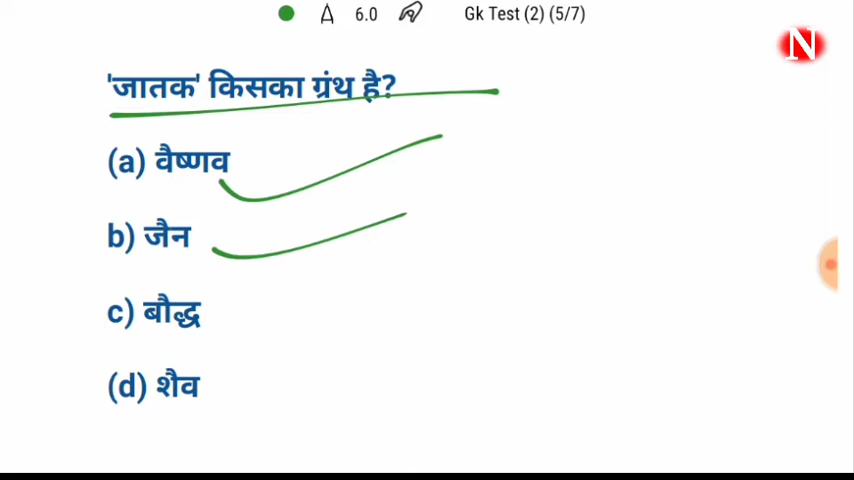 6.0 Gk Test (2) (5/7)
N
'जातक' किसका ग्रंथ है?
(a) वैष्णव
b) जैन
c) बौद्ध
(d) शैव